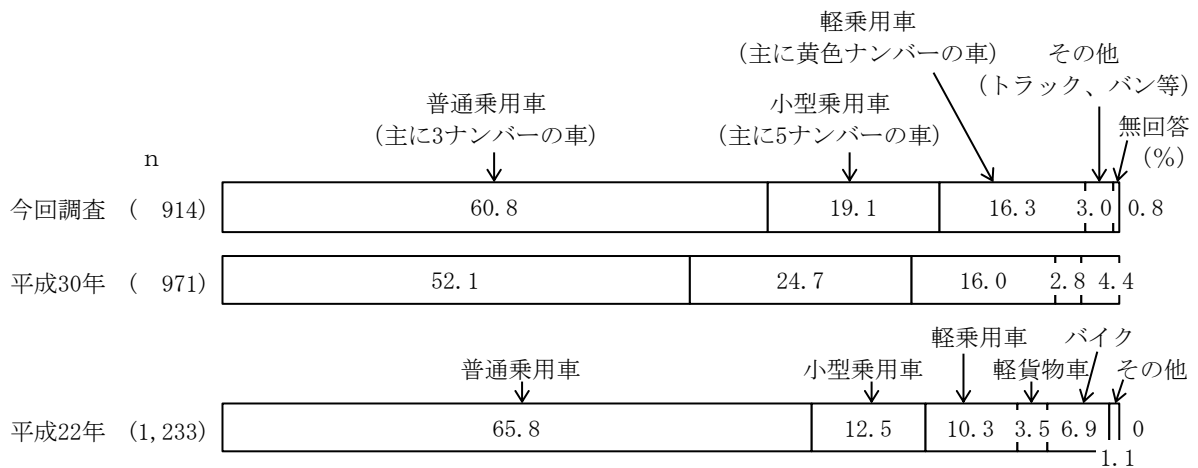 軽乗用車
(主に黄色ナンバーの車)
その他
(トラック、バン等)
普通乗用車
(主に3ナンバーの車)
小型乗用車
(主に5ナンバーの車)
無回答
(%)
n
今回調査 ( 914) 60.8 19.1 16.3 3.0 0.8
平成30年 ( 971) 52.1 24.7 16.0 2.8 4.4
普通乗用車 小型乗用車 軽乗用車 軽貨物車 バイク その他
平成22年 (1,233) 65.8 12.5 10.3 3.5 6.9 0
1.1